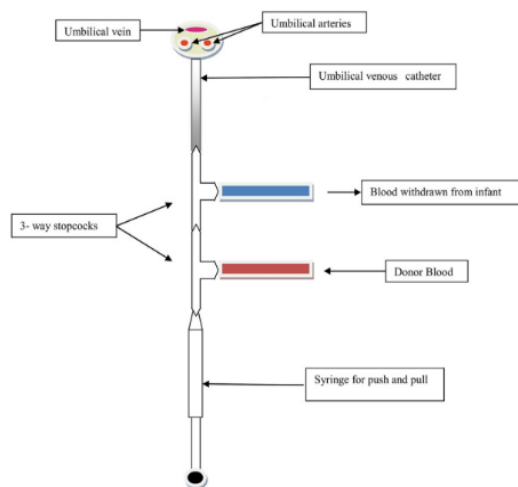 Umbilical vein
Umbilical arteries
Umbilical venous catheter
Blood withdrawn from infant
3- way stopcocks
Donor Blood
Syringe for push and pull